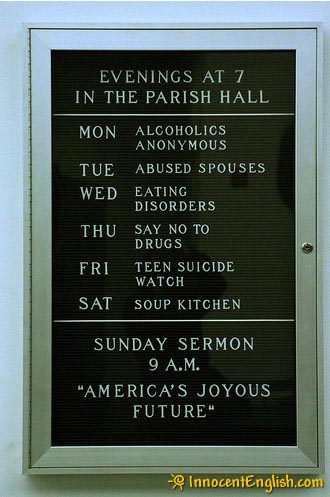 EVENINGS AT 7
IN THE PARISH HALL
MON ALCOHOLICS
ANONYMOUS
TUE ABUSED SPOUSES
WED EATING
DISORDERS
THU SAY NO TO
DRUGS
FRI TEEN SUICIDE
WATCH
SAT SOUP KITCHEN
SUNDAY SERMON
9 A.M.
"AMERICA'S JOYOUS
FUTURE"
InnocentEnglish.com